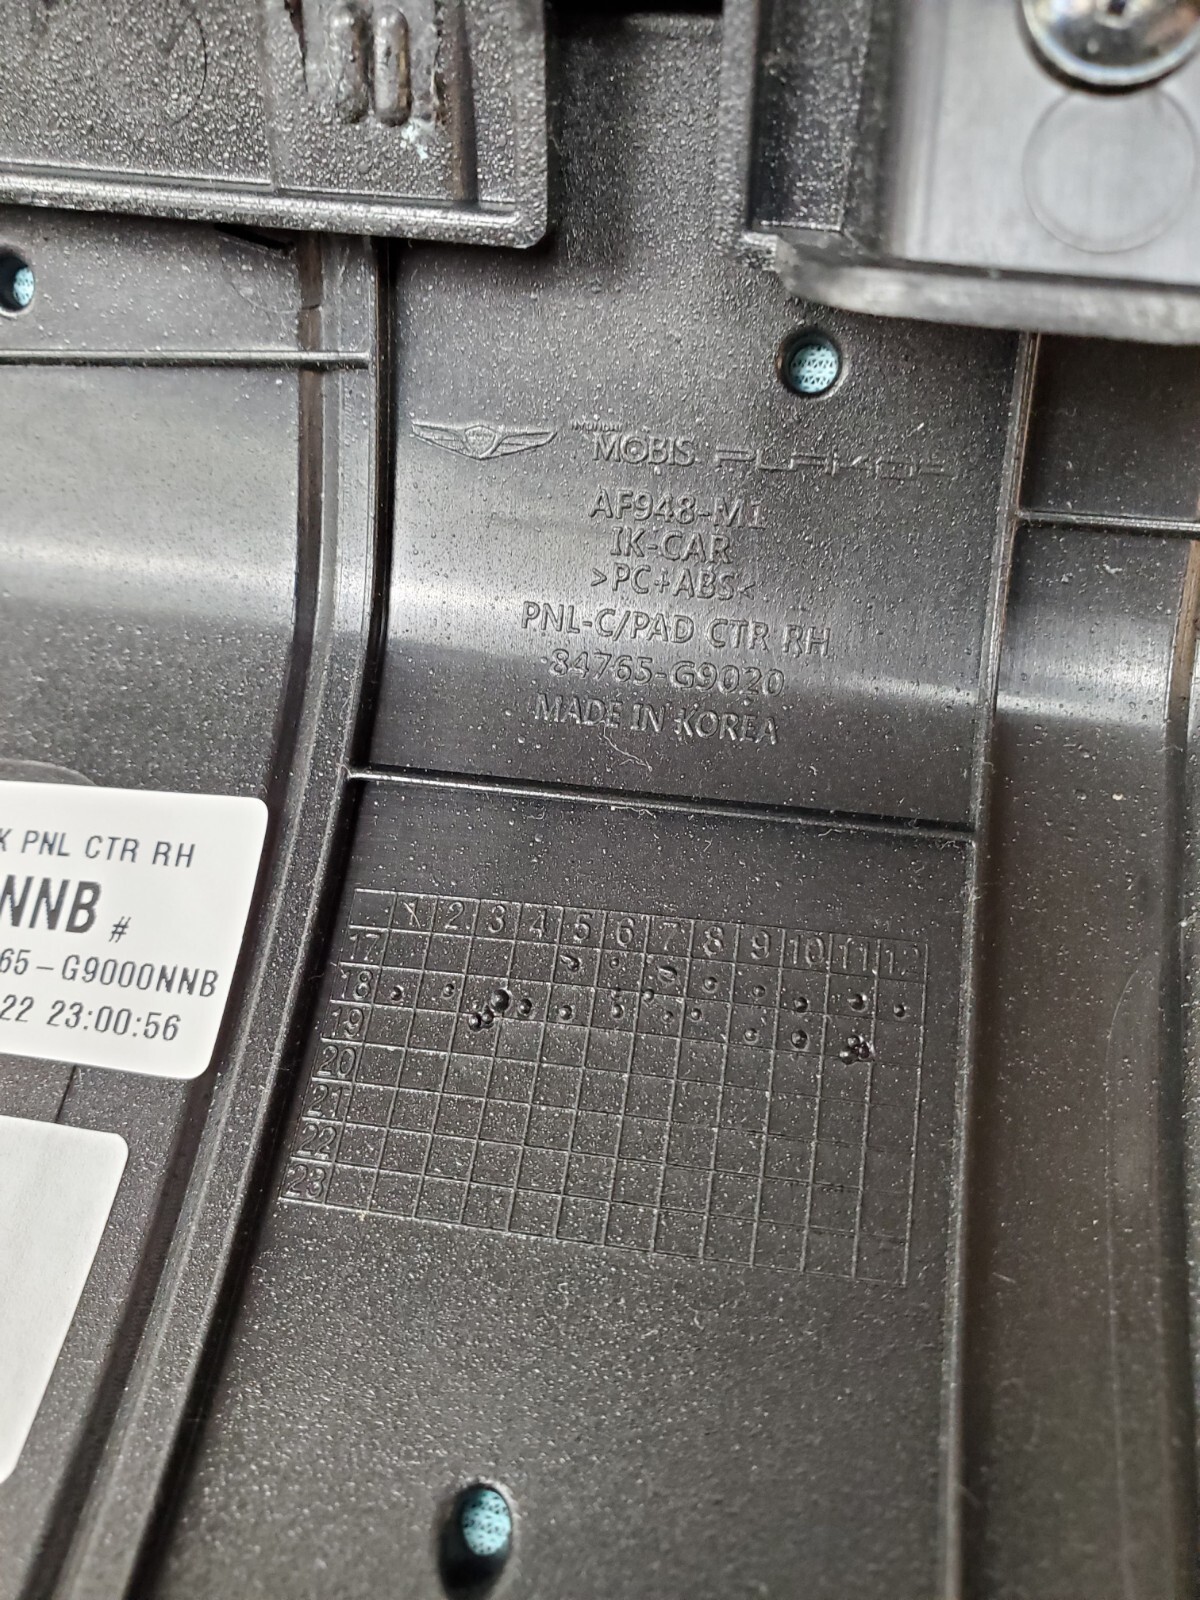 HYUNDAI
MOBIS PLAKOR
AF948-M1
IK-CAR
>PC+ABS<
PNL-C/PAD CTR RH
84765-G9020
MADE IN KOREA
PNL CTR RH
NNB #
65-G9000NNB
22 23:00:56
1 2 3 4 5 6 7 8 9 10 11 12
17
18
19
20
21
22
23